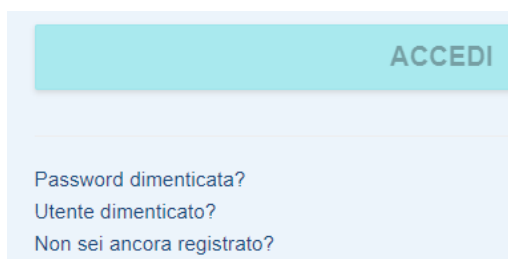 ACCEDI
Password dimenticata?
Utente dimenticato?
Non sei ancora registrato?